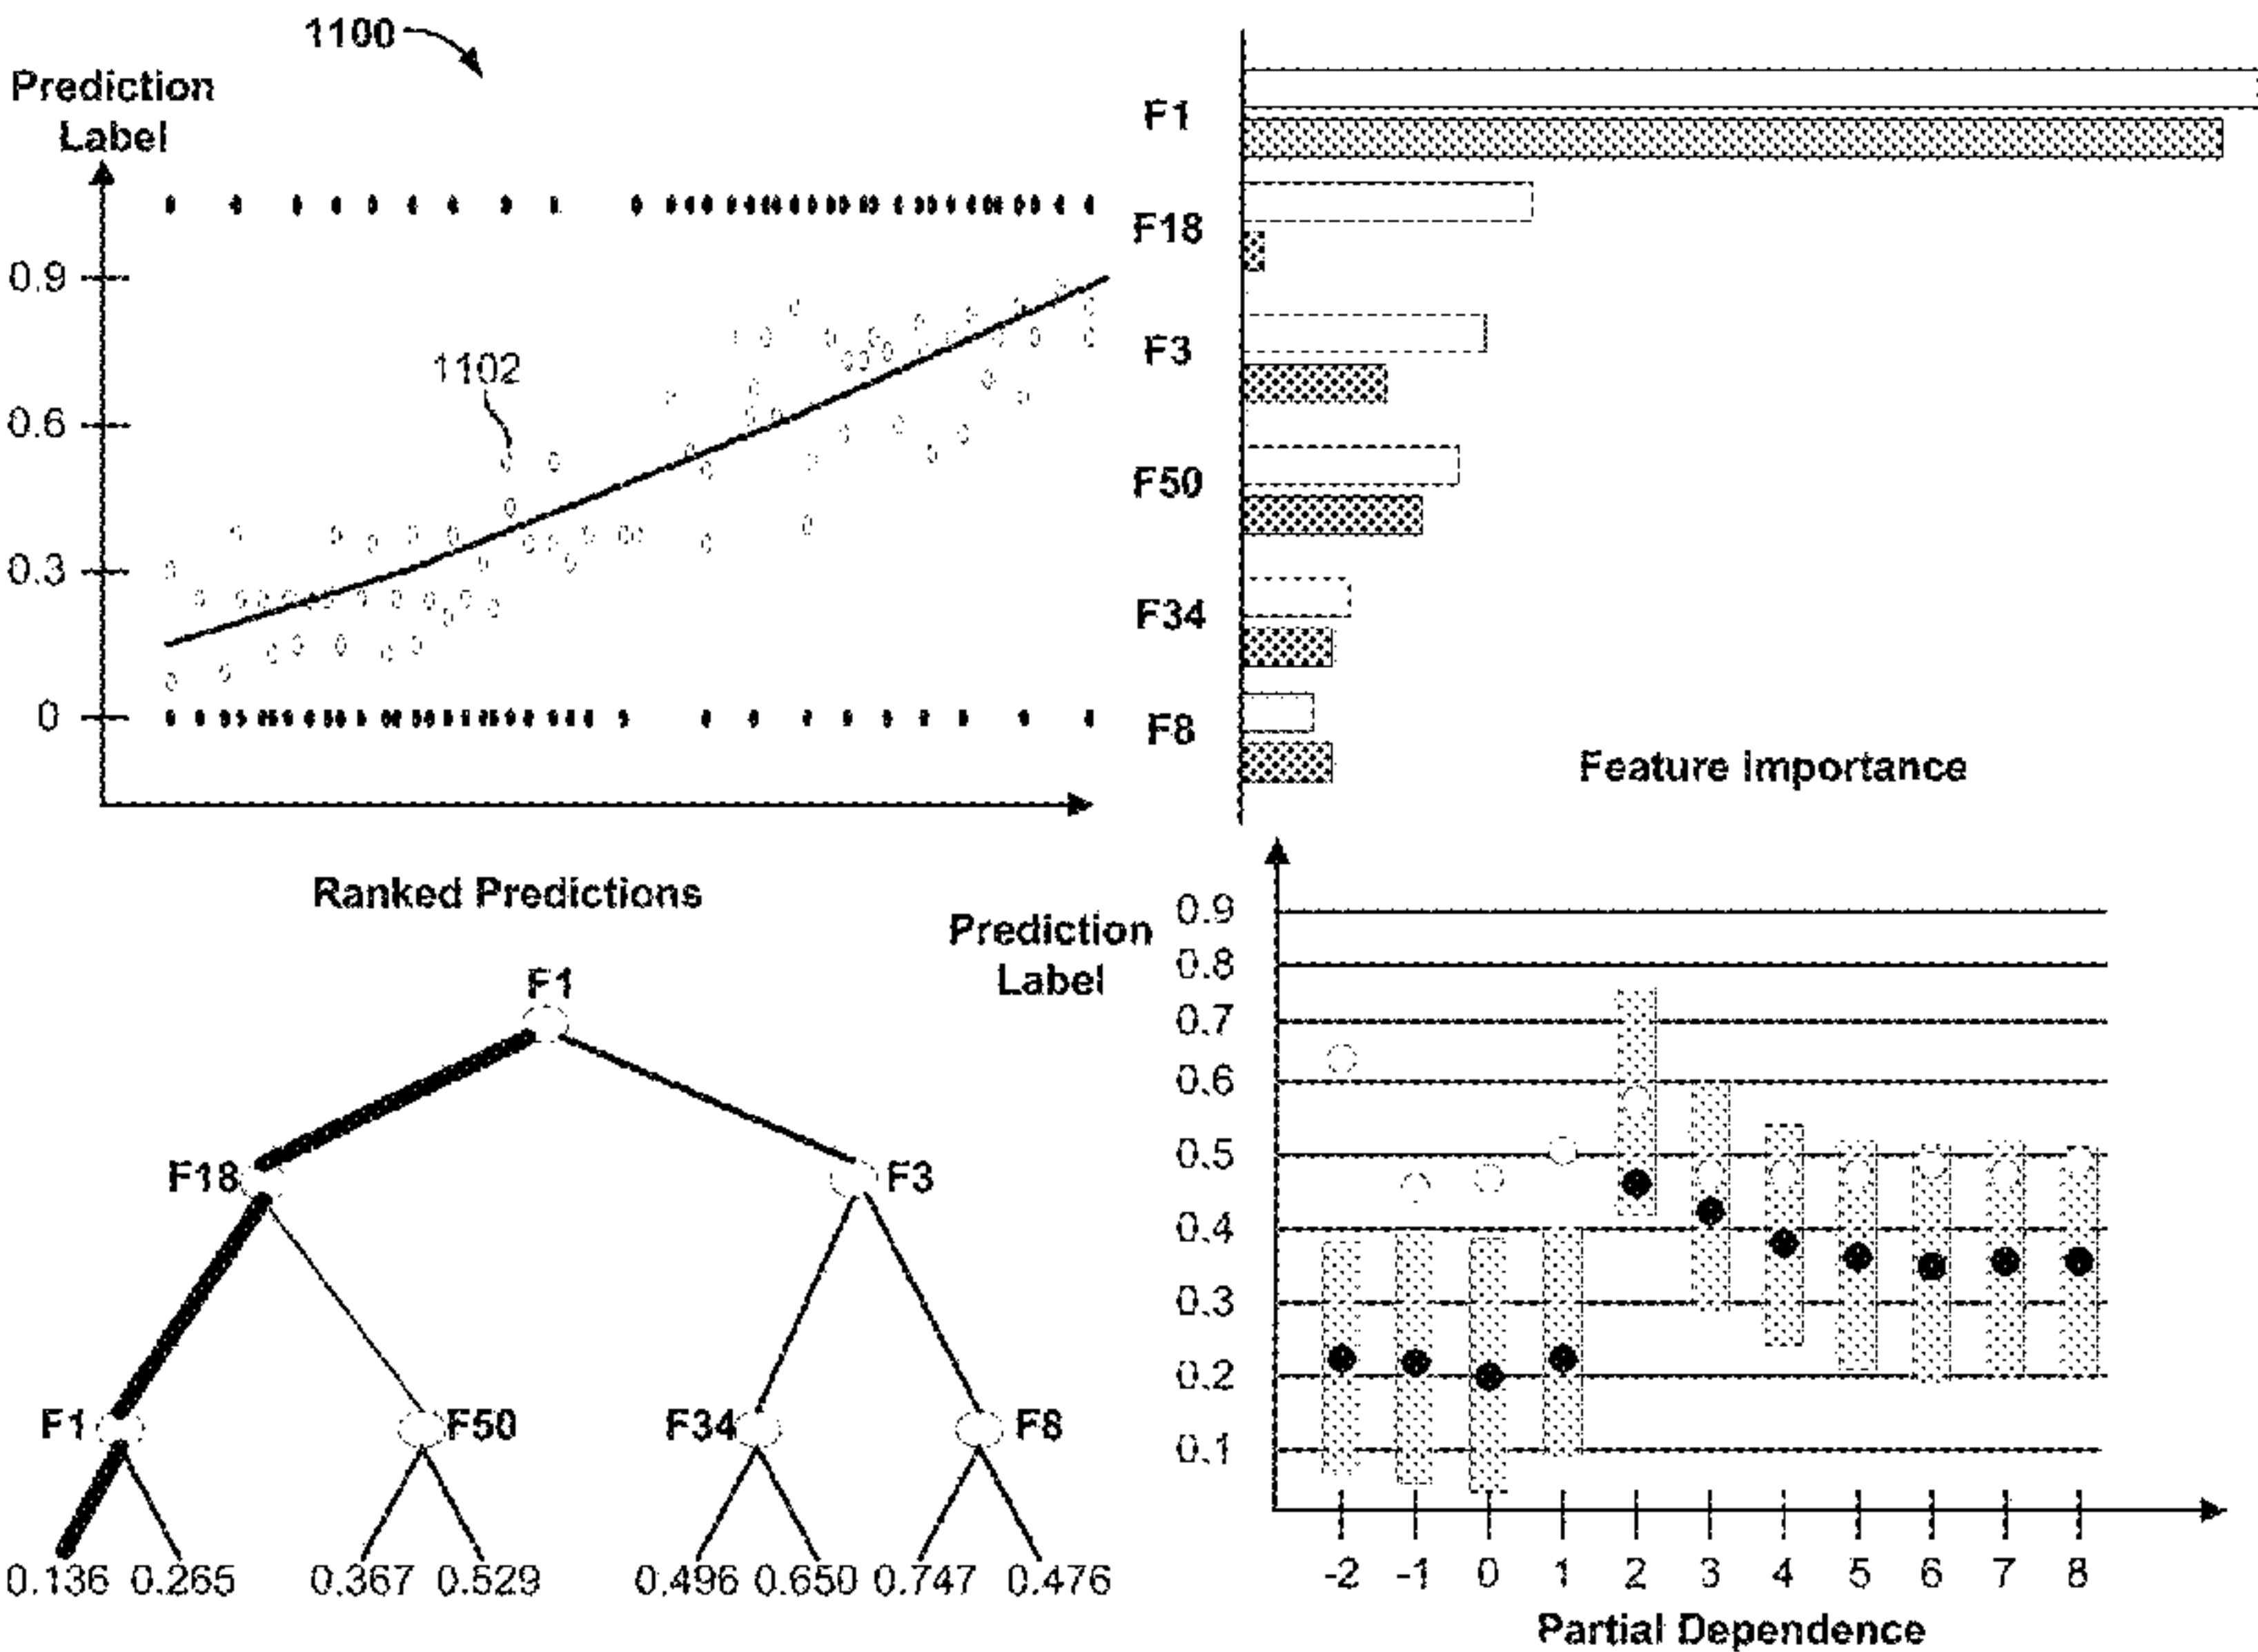 1100
Prediction
Label
0.9
0.6
0.3
0
1102
Ranked Predictions
F1
F18
F3
F50
F34
F8
Feature Importance
F1
F18
F3
F1
F50
F34
F8
0.136 0.265 0.367 0.529 0.496 0.650 0.747 0.476
Prediction
Label
0.9
0.8
0.7
0.6
0.5
0.4
0.3
0.2
0.1
-2 -1 0 1 2 3 4 5 6 7 8
Partial Dependence